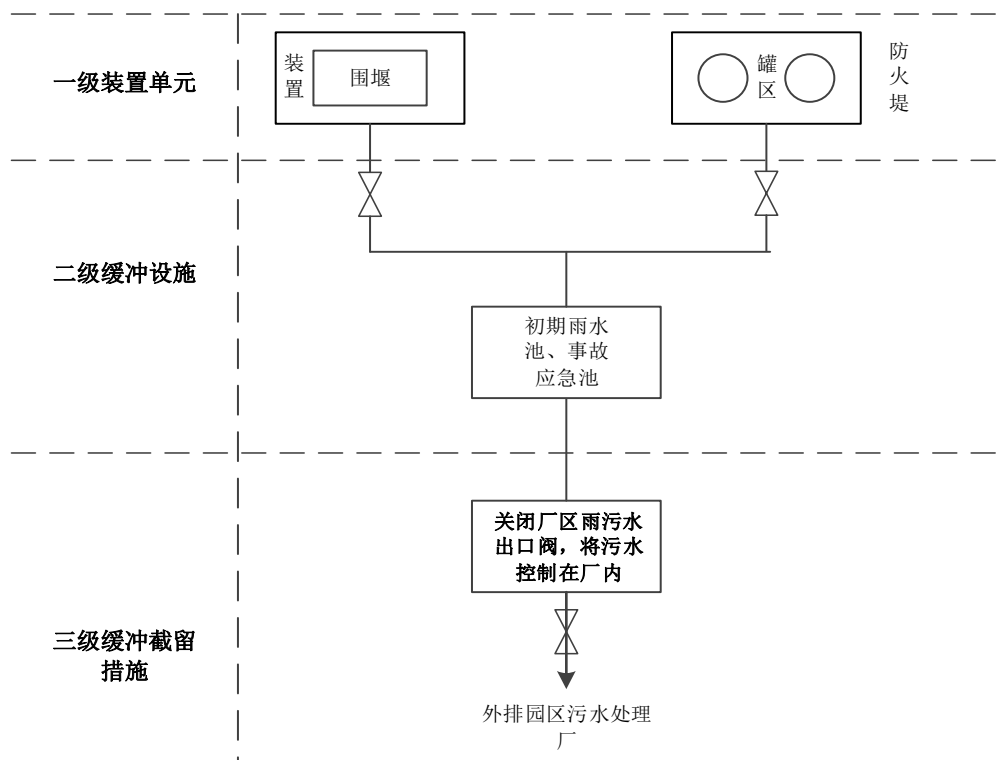 一级装置单元
装
置
围堰
罐
区
防
火
堤
二级缓冲设施
初期雨水
池、事故
应急池
关闭厂区雨污水
出口阀，将污水
控制在厂内
三级缓冲截留
措施
外排园区污水处理
厂